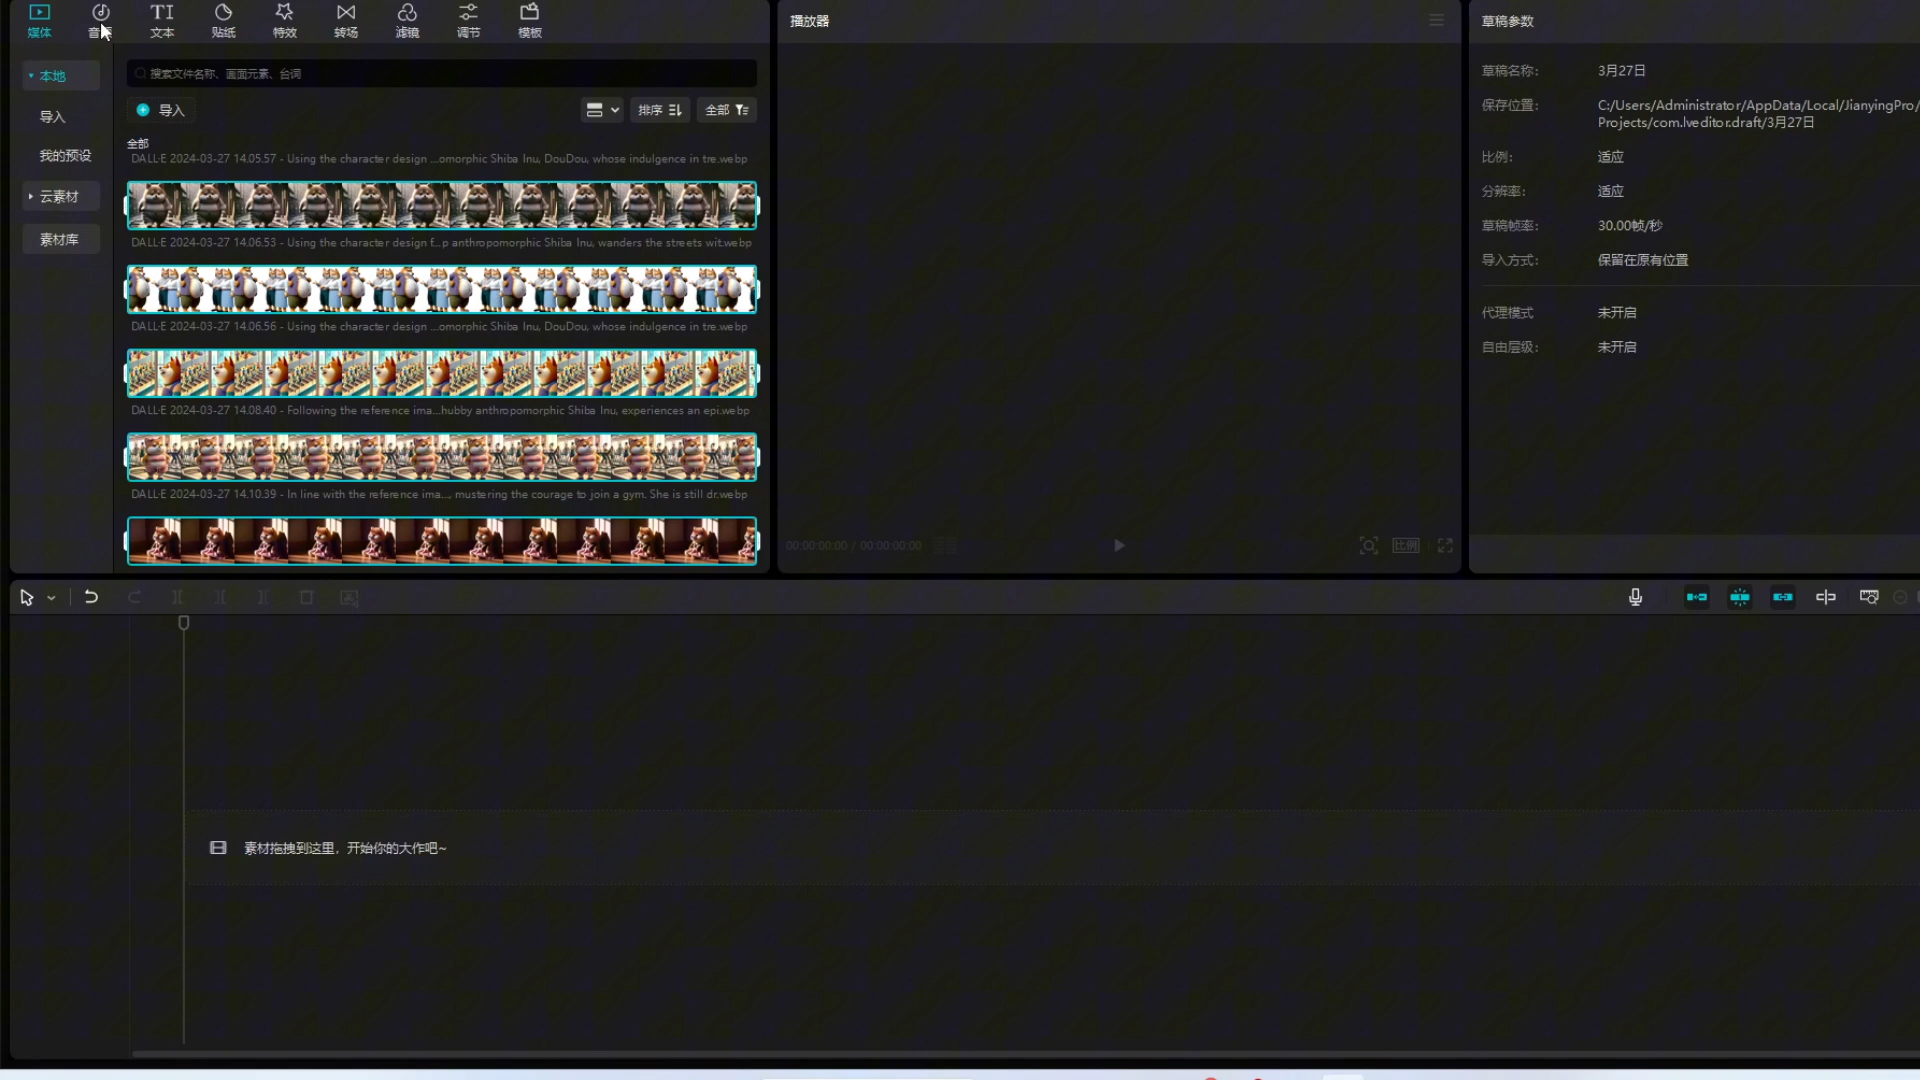 媒体
文本
贴纸
特效
转场
滤镜
调节
模板
本地
导入
我的预设
云素材
素材库
搜索文件名称、画面元素、台词
导入
排序
全部
全部
DALL·E 2024-03-27 14.05.57 - Using the character design ...omorphic Shiba Inu, DouDou, whose indulgence in tre.webp
DALL·E 2024-03-27 14.06.53 - Using the character design f...p anthropomorphic Shiba Inu, wanders the streets wit.webp
DALL·E 2024-03-27 14.06.56 - Using the character design ...omorphic Shiba Inu, DouDou, whose indulgence in tre.webp
DALL·E 2024-03-27 14.08.40 - Following the reference ima...hubby anthropomorphic Shiba Inu, experiences an epi.webp
DALL·E 2024-03-27 14.10.39 - In line with the reference ima..., mustering the courage to join a gym. She is still dr.webp
播放器
00:00:00:00 / 00:00:00:00
比例
草稿参数
草稿名称: 3月27日
保存位置: C:/Users/Administrator/AppData/Local/JianyingPro/
Projects/com.lveditor.draft/3月27日
比例: 适应
分辨率: 适应
草稿帧率: 30.00帧/秒
导入方式: 保留在原有位置
代理模式 未开启
自由层级: 未开启
素材拖拽到这里，开始你的大作吧~